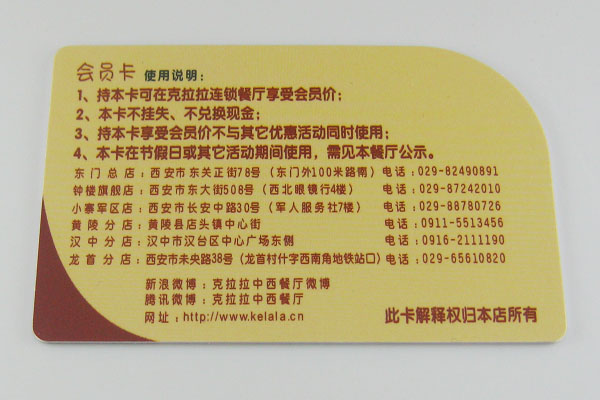 会员卡 使用说明:
1、持本卡可在克拉拉连锁餐厅享受会员价;
2、本卡不挂失、不兑换现金;
3、持本卡享受会员价不与其它优惠活动同时使用;
4、本卡在节假日或其它活动期间使用,需见本餐厅公示。
东门总店:西安市东关正街78号(东门外100米路南) 电话:029-82490891
钟楼旗舰店:西安市东大街508号(西北眼镜行4楼) 电话:029-87242010
小寨军区店:西安市长安中路30号(军人服务社7楼) 电话:029-88780726
黄陵分店:黄陵县店头镇中心街 电话:0911-5513456
汉中分店:汉中市汉台区中心广场东侧 电话:0916-2111190
龙首分店:西安市未央路38号(龙首村什字西南角地铁站口) 电话:029-65610820
新浪微博:克拉拉中西餐厅微博
腾讯微博:克拉拉中西餐厅
网址:http://www.kelala.cn
此卡解释权归本店所有